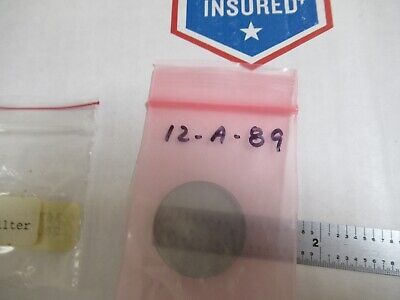 INSURED
12-A-89
ilter
2